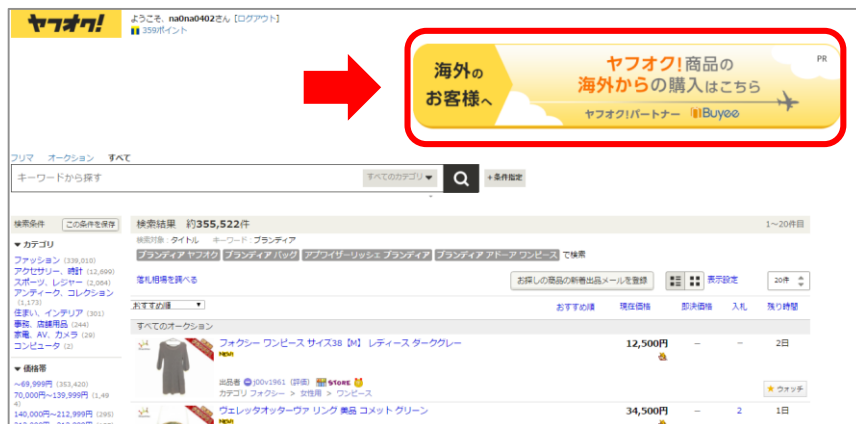 ヤフオク!
ようこそ、na0na0402さん [ログアウト]
359ポイント
海外の
お客様へ
ヤフオク!商品の
海外からの購入はこちら
ヤフオク!パートナー Buyee
PR
フリマ オークション すべて
キーワードから探す
すべてのカテゴリ▼
+条件指定
検索条件 この条件を保存
検索結果 約355,522件
1~20件目
検索対象:タイトル キーワード:ブランディア
ブランディア ヤフオク ブランディア バッグ アプワイザーリッシェ ブランディア ブランディア アドーア ワンピース で検索
落札相場を調べる
お探しの商品の新着出品メールを登録
表示設定
20件
おすすめ順
おすすめ順 現在価格 即決価格 入札 残り時間
すべてのオークション
▼カテゴリ
ファッション (339,010)
アクセサリー、時計 (12,699)
スポーツ、レジャー (2,084)
アンティーク、コレクション
(1,173)
住まい、インテリア (301)
事務、店舗用品 (244)
家電、AV、カメラ (29)
コンピュータ (2)
▼価格帯
~69,999円 (353,420)
70,000円~139,999円 (1,49
4)
140,000円~212,999円 (295)
フォクシー ワンピース サイズ38【M】 レディース ダークグレー
NEW!
12,500円 - - 2日
出品者 j00v1961 (評価) STORE
カテゴリ フォクシー > 女性用 > ワンピース
★ウォッチ
ヴェレッタオッターヴァ リング 美品 コメット グリーン
NEW!
34,500円 - 2 1日